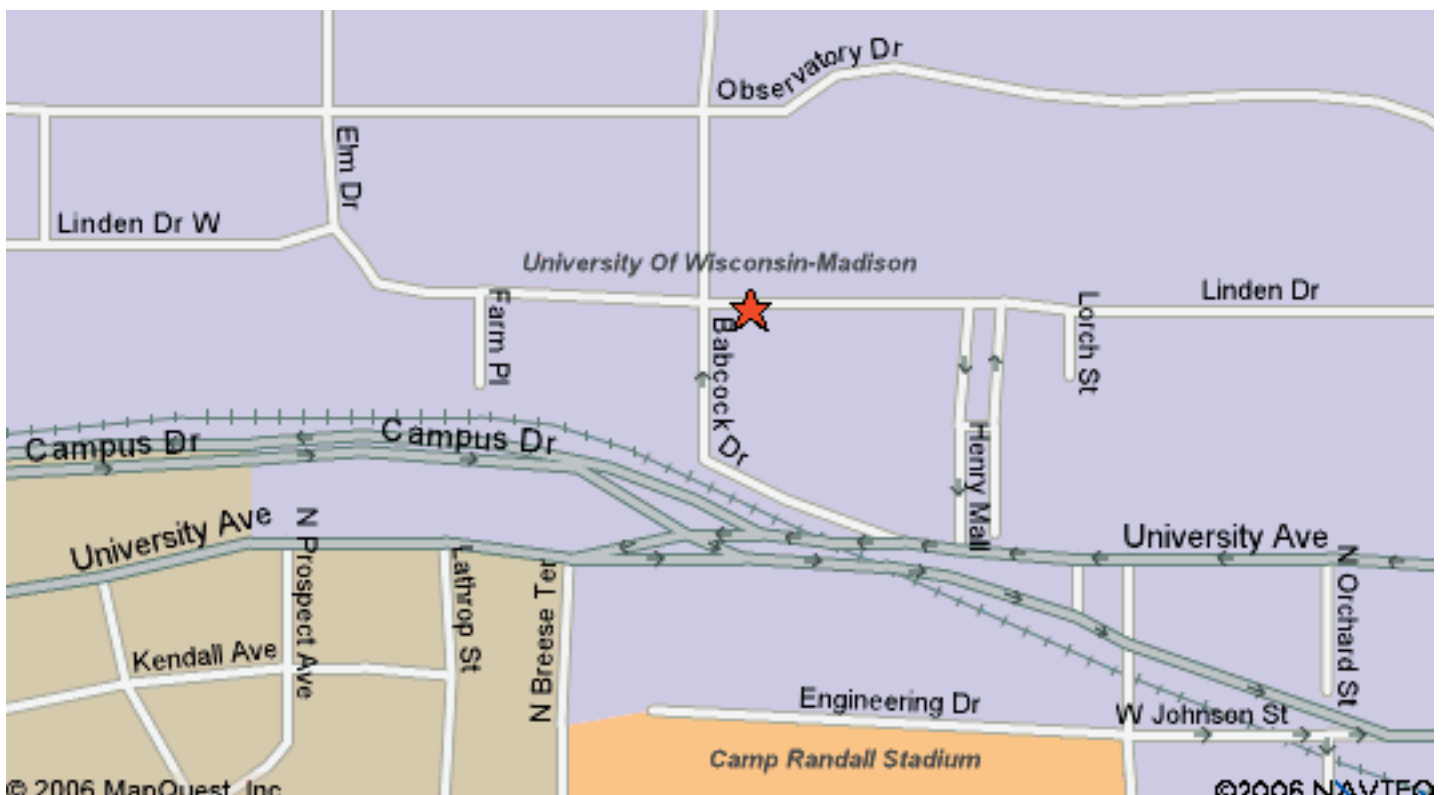 Observatory Dr
Elm Dr
Linden Dr W
University Of Wisconsin-Madison
Linden Dr
Farm Pl
Babcock Dr
Lorch St
Campus Dr
Campus Dr
Henry Mall
University Ave
University Ave
N Prospect Ave
Lathrop St
N Breese Ter
N Orchard St
Kendall Ave
Engineering Dr
W Johnson St
Camp Randall Stadium
© 2006 MapQuest, Inc
©2006 NAVTEQ